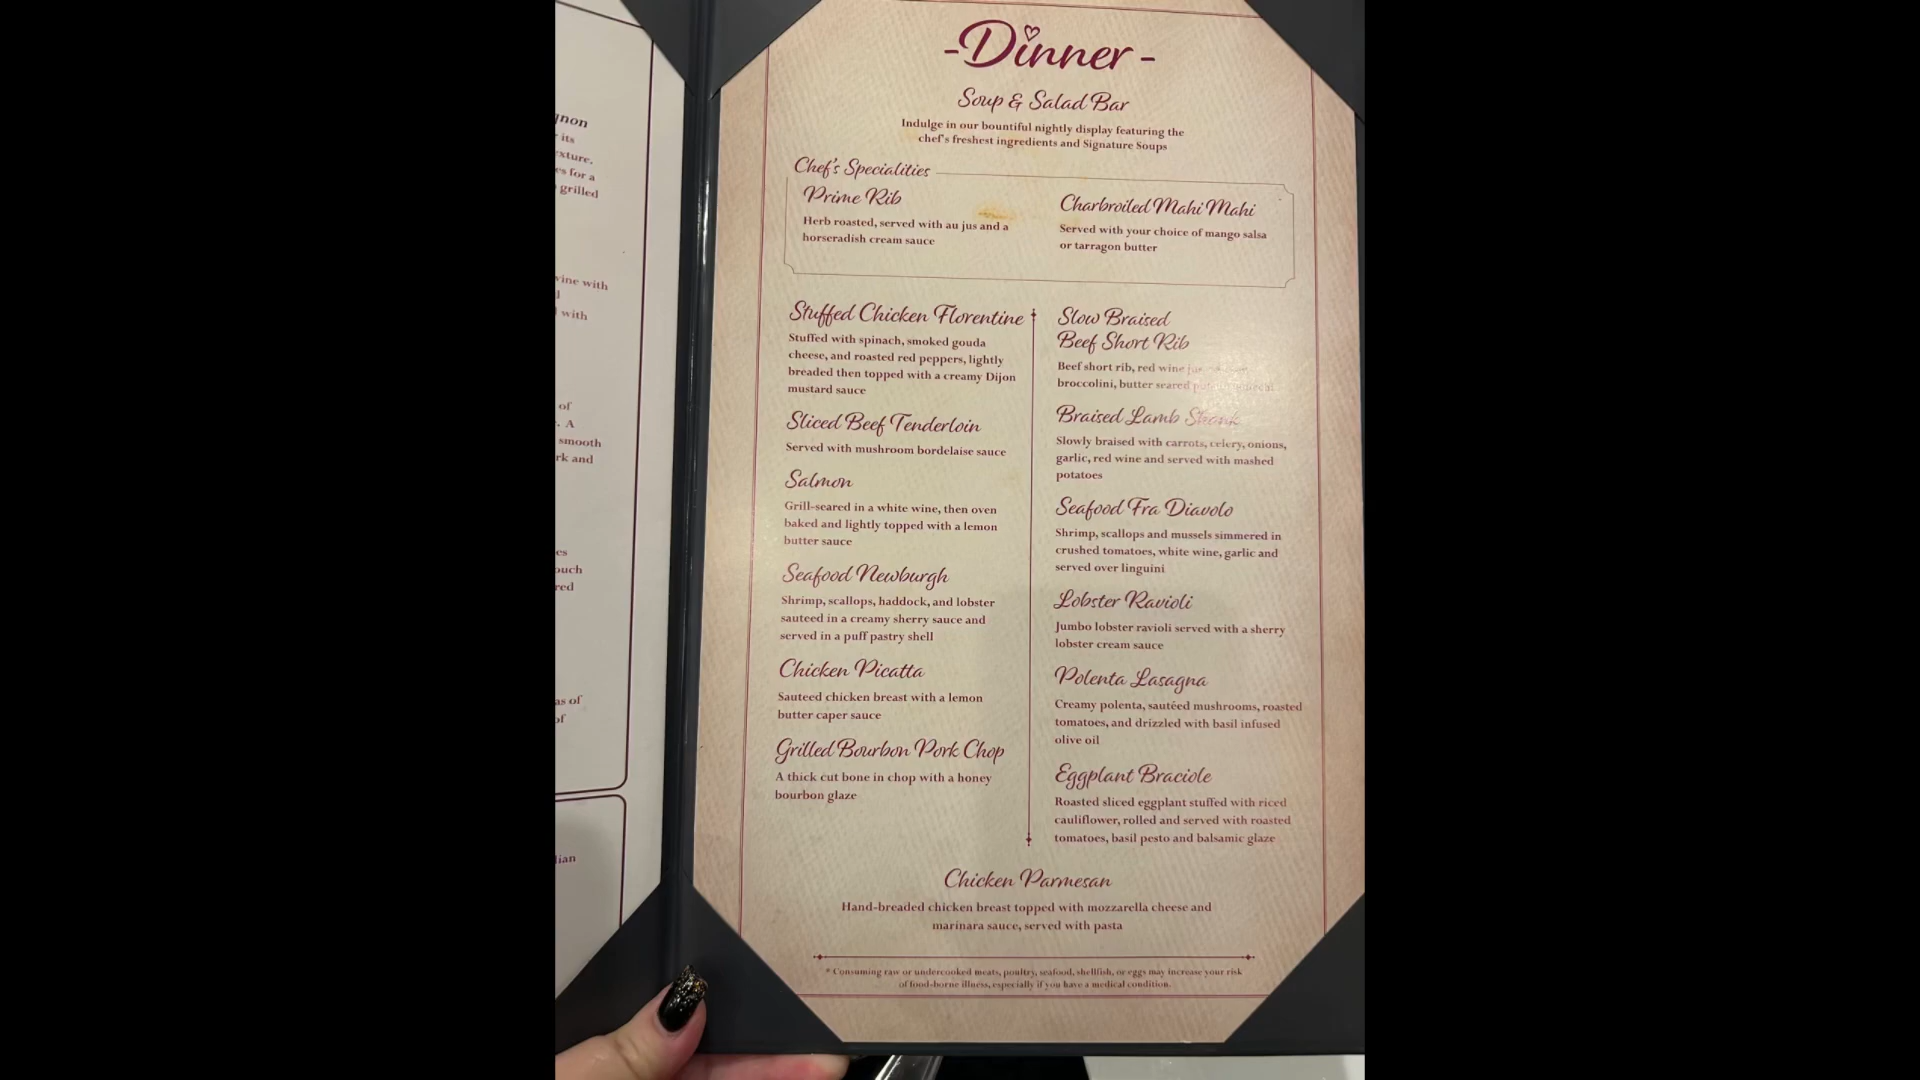 -Dinner-
Soup & Salad Bar
Indulge in our bountiful nightly display featuring the
chef's freshest ingredients and Signature Soups
Chef's Specialities
Prime Rib
Herb roasted, served with au jus and a
horseradish cream sauce
Charbroiled Mahi Mahi
Served with your choice of mango salsa
or tarragon butter
Stuffed Chicken Florentine
Stuffed with spinach, smoked gouda
cheese, and roasted red peppers, lightly
breaded then topped with a creamy Dijon
mustard sauce
Sliced Beef Tenderloin
Served with mushroom bordelaise sauce
Salmon
Grill-seared in a white wine, then oven
baked and lightly topped with a lemon
butter sauce
Seafood Newburgh
Shrimp, scallops, haddock, and lobster
sauteed in a creamy sherry sauce and
served in a puff pastry shell
Chicken Picatta
Sauteed chicken breast with a lemon
butter caper sauce
Grilled Bourbon Pork Chop
A thick cut bone in chop with a honey
bourbon glaze
Slow Braised
Beef Short Rib
Beef short rib, red wine
broccolini, butter seared
Braised Lamb Shank
Slowly braised with carrots, celery, onions,
garlic, red wine and served with mashed
potatoes
Seafood Fra Diavolo
Shrimp, scallops and mussels simmered in
crushed tomatoes, white wine, garlic and
served over linguini
Lobster Ravioli
Jumbo lobster ravioli served with a sherry
lobster cream sauce
Polenta Lasagna
Creamy polenta, sautéed mushrooms, roasted
tomatoes, and drizzled with basil infused
olive oil
Eggplant Braciole
Roasted sliced eggplant stuffed with riced
cauliflower, rolled and served with roasted
tomatoes, basil pesto and balsamic glaze
Chicken Parmesan
Hand-breaded chicken breast topped with mozzarella cheese and
marinara sauce, served with pasta
* Consuming raw or undercooked meats, poultry, seafood, shellfish, or eggs may increase your risk
of food-borne illness, especially if you have a medical condition.
its
es for a
grilled
wine with
with
of
. A
smooth
rk and
as of
of